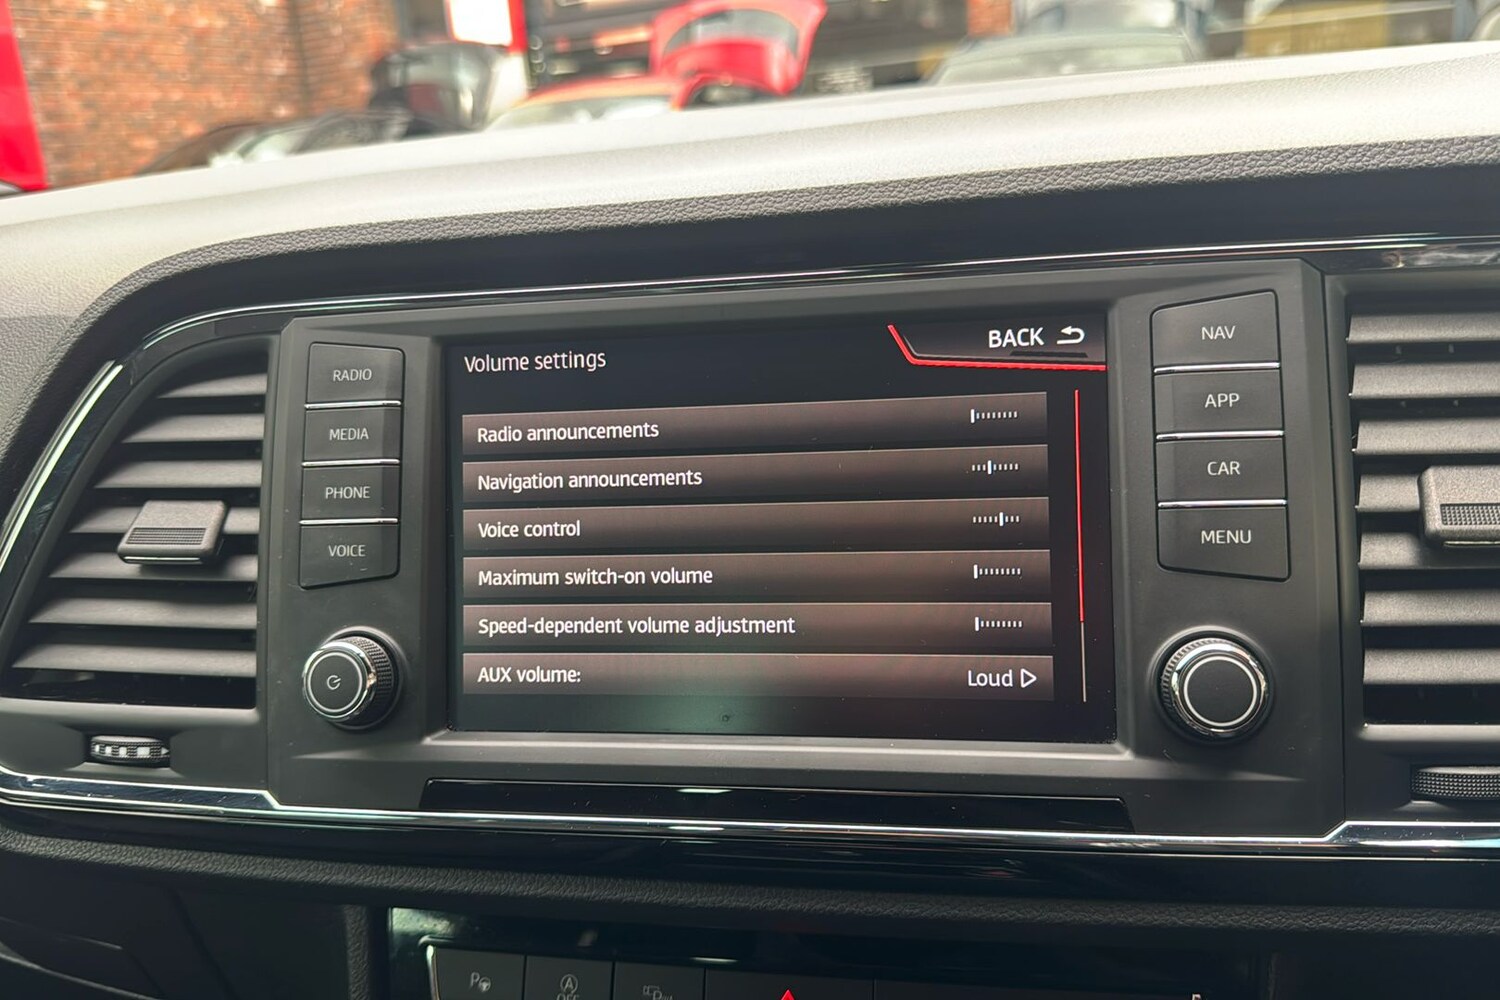 Volume settings
BACK
Radio announcements
Navigation announcements
Voice control
Maximum switch-on volume
Speed-dependent volume adjustment
AUX volume:
Loud
RADIO
MEDIA
PHONE
VOICE
NAV
APP
CAR
MENU
P
A
OFF
P